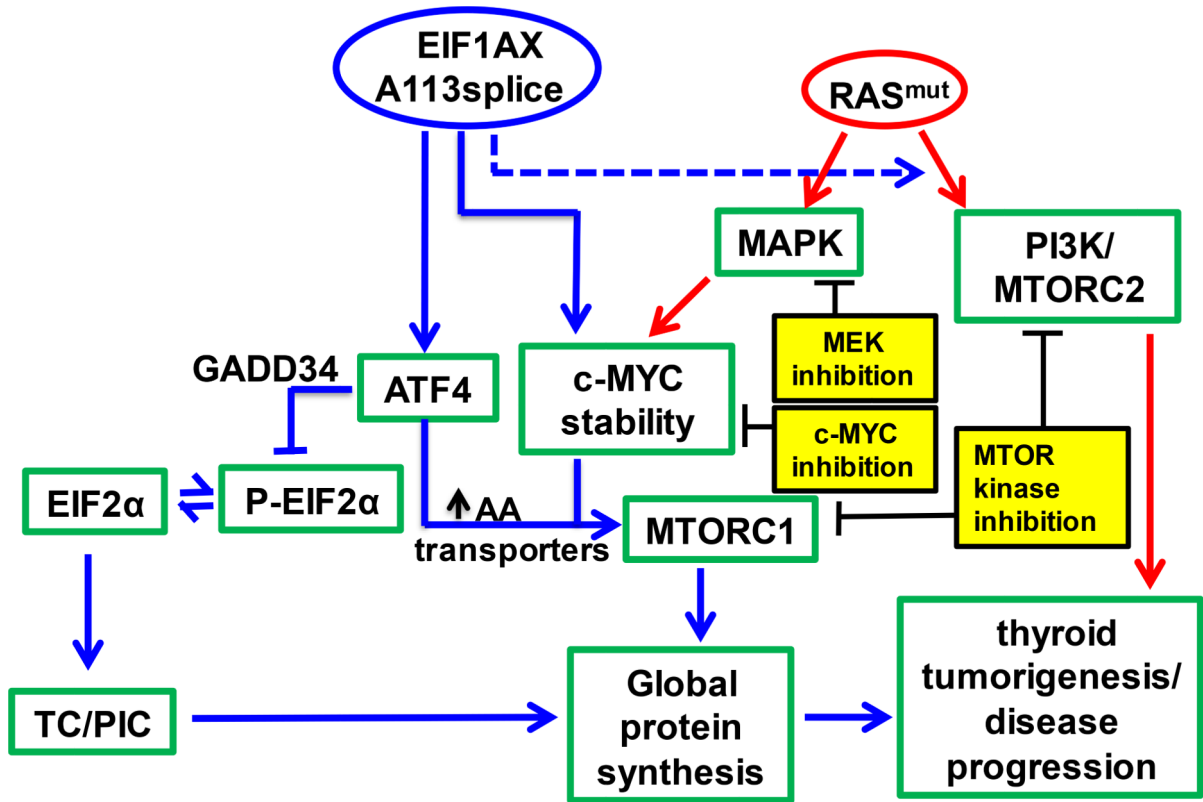 EIF1AX
A113splice
RASmut
MAPK
PI3K/
MTORC2
MEK
inhibition
GADD34
ATF4
c-MYC
stability
c-MYC
inhibition
MTOR
kinase
inhibition
EIF2α
P-EIF2α
AA
transporters
MTORC1
thyroid
tumorigenesis/
disease
progression
Global
protein
synthesis
TC/PIC